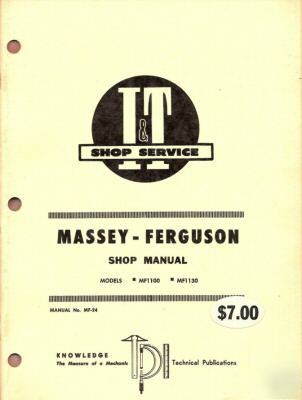 I&T
SHOP SERVICE
MASSEY - FERGUSON
SHOP MANUAL
MODELS ▪ MF1100 ▪ MF1130
MANUAL No. MF-24
$7.00
KNOWLEDGE
The Measure of a Mechanic
Technical Publications